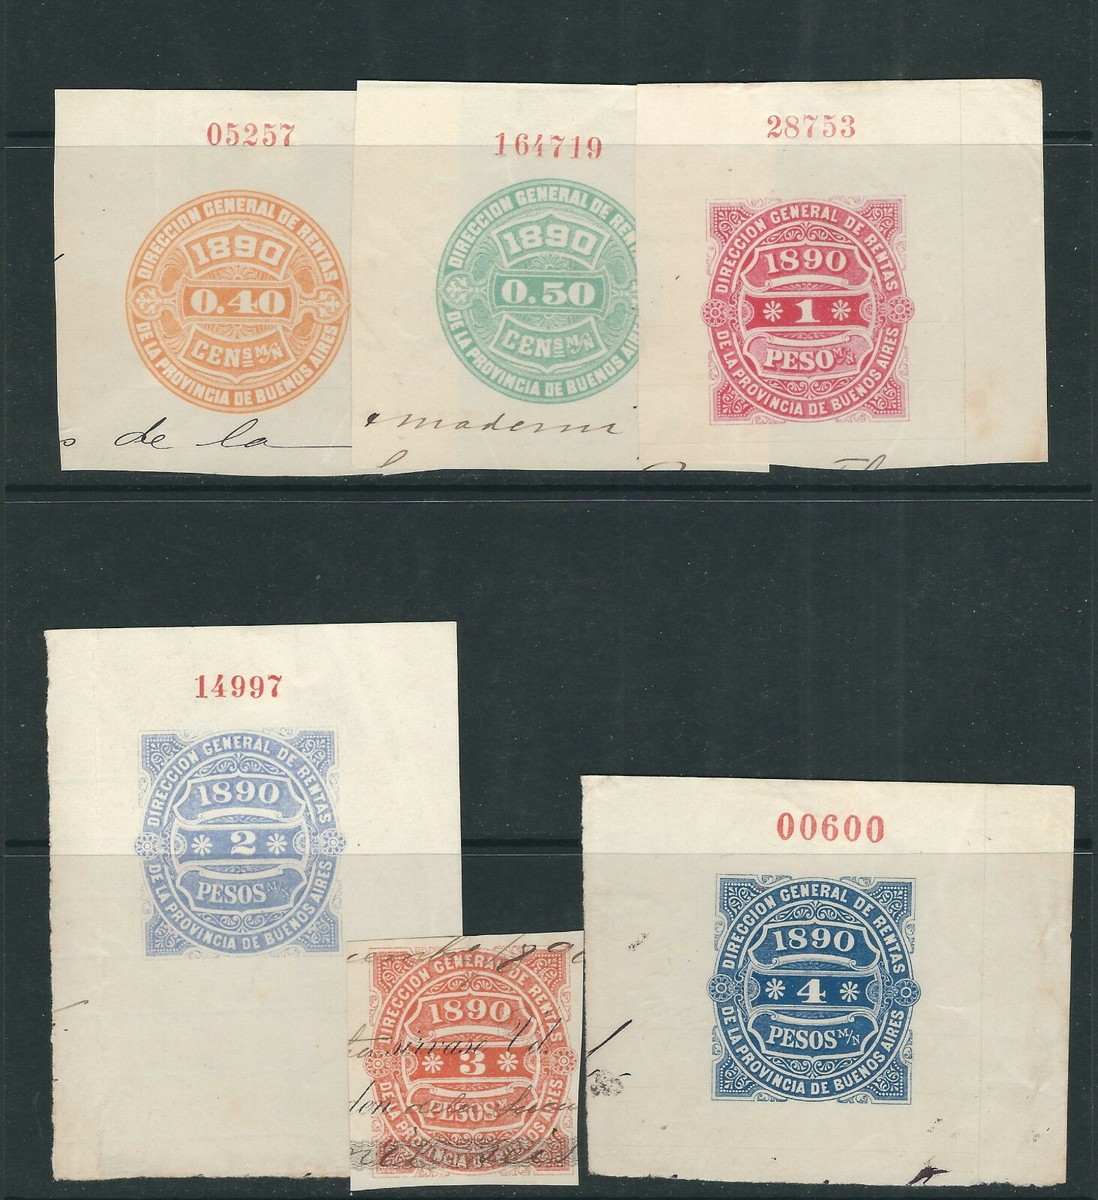 05257
DIRECCION GENERAL DE RENTAS
1890
0.40
CENs M/N
DE LA PROVINCIA DE BUENOS AIRES
de la
164719
DIRECCION GENERAL DE RENT
1890
0.50
CENs M/N
DE LA PROVINCIA DE BUENOS AIRE
28753
DIRECCION GENERAL DE RENTAS
1890
* 1 *
PESO M/N
DE LA PROVINCIA DE BUENOS AIRES
14997
DIRECCION GENERAL DE RENTAS
1890
* 2 *
PESOS M/N
DE LA PROVINCIA DE BUENOS AIRES
DIRECCION GENERAL DE RENTAS
1890
* 3 *
PESOS M/N
BUENOS AIRES
00600
DIRECCION GENERAL DE RENTAS
1890
* 4 *
PESOS M/N
DE LA PROVINCIA DE BUENOS AIRES